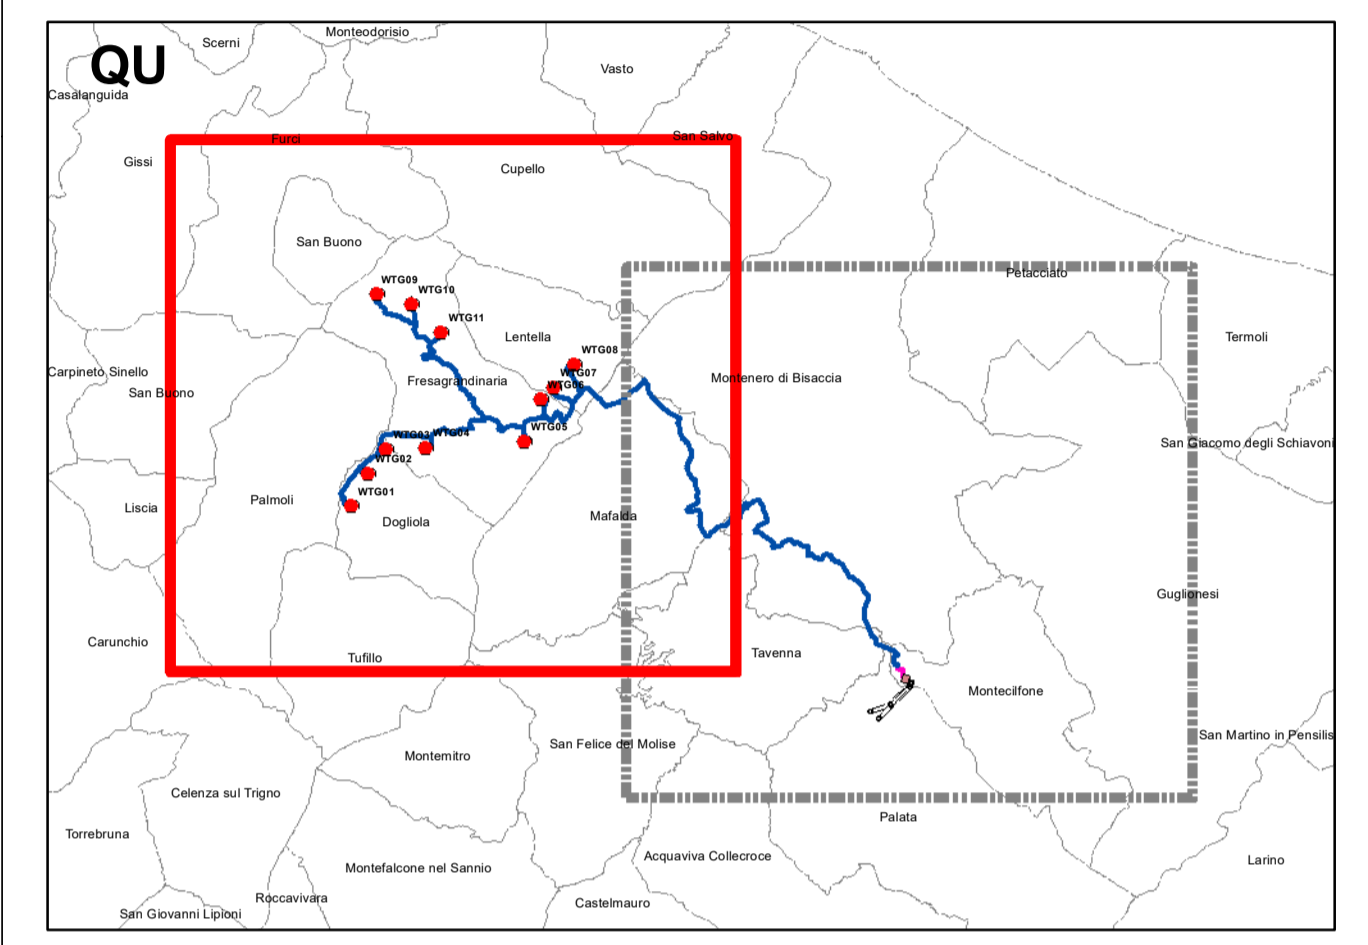 QU
Scerni
Monteodorisio
Vasto
Casalanguida
Furci
San Salvo
Gissi
Cupello
San Buono
Petacciato
WTG09
WTG10
WTG11
Lentella
Termoli
WTG08
Carpineto Sinello
WTG07
Fresagrandinaria
Montenero di Bisaccia
WTG06
San Buono
WTG05
WTG03
WTG04
San Giacomo degli Schiavoni
WTG02
WTG01
Palmoli
Liscia
Mafalda
Dogliola
Guglionesi
Carunchio
Tavenna
Tufillo
Montecilfone
San Martino in Pensilis
San Felice del Molise
Montemitro
Celenza sul Trigno
Palata
Torrebruna
Acquaviva Collecroce
Larino
Montefalcone nel Sannio
Roccavivara
Castelmauro
San Giovanni Lipioni